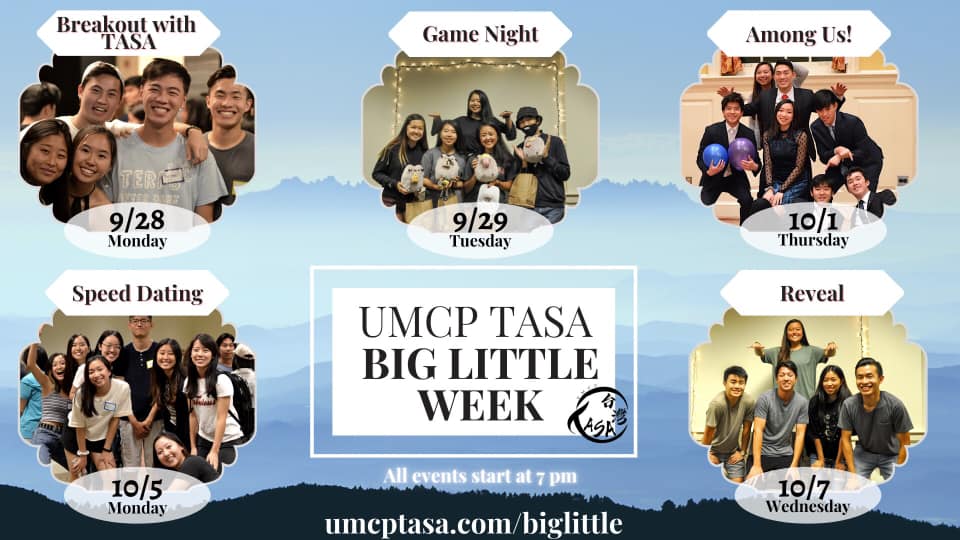 Breakout with
TASA
Game Night
Among Us!
9/28
Monday
9/29
Tuesday
10/1
Thursday
Speed Dating
Reveal
UMCP TASA
BIG LITTLE
WEEK
台灣
TASA
10/5
Monday
10/7
Wednesday
All events start at 7 pm
umcptasa.com/biglittle